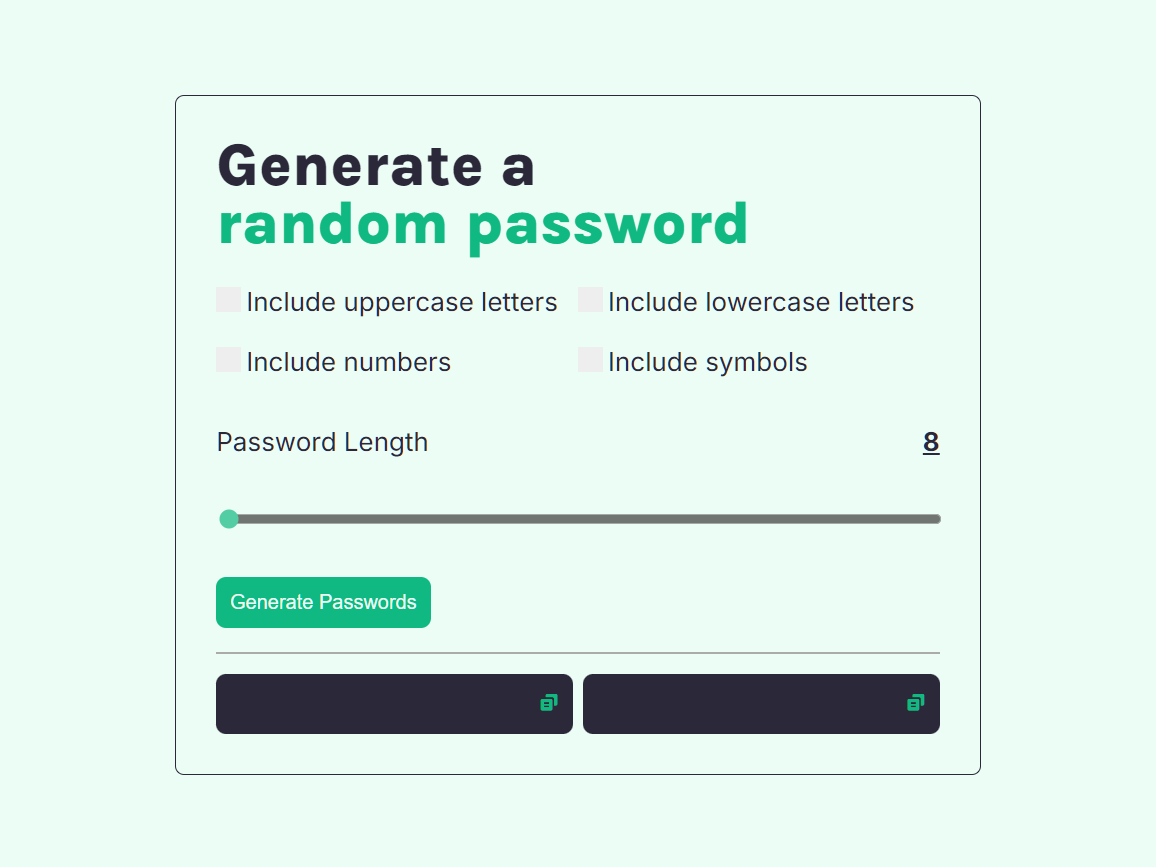 Generate a
random password
Include uppercase letters Include lowercase letters
Include numbers Include symbols
Password Length 8
Generate Passwords